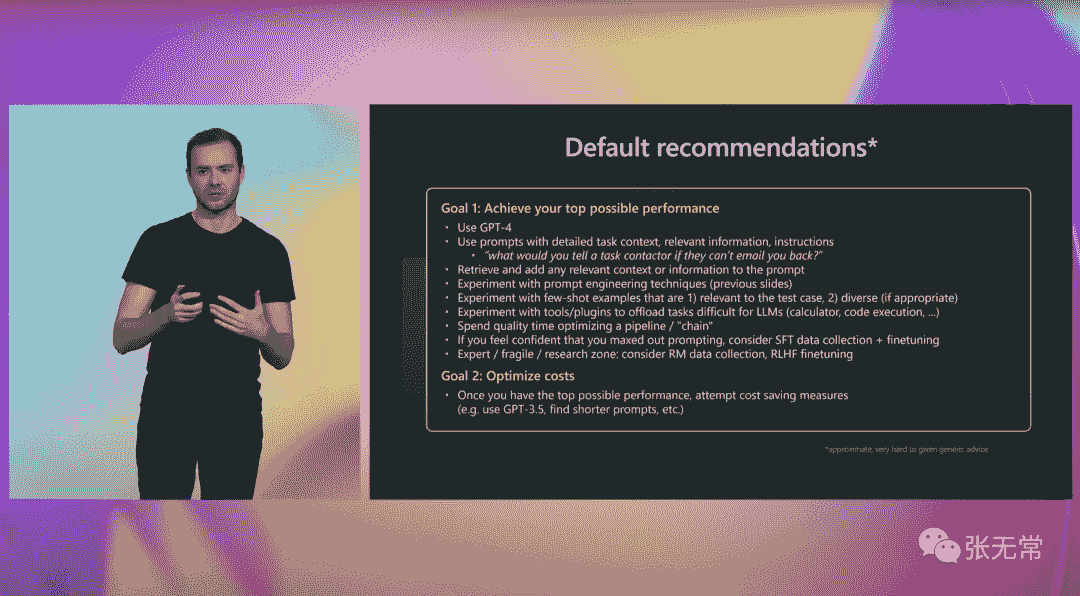 Default recommendations*
Goal 1: Achieve your top possible performance
• Use GPT-4
• Use prompts with detailed task context, relevant information, instructions
• "what would you tell a task contactor if they can't email you back?"
• Retrieve and add any relevant context or information to the prompt
• Experiment with prompt engineering techniques (previous slides)
• Experiment with few-shot examples that are 1) relevant to the test case, 2) diverse (if appropriate)
• Experiment with tools/plugins to offload tasks difficult for LLMs (calculator, code execution, ...)
• Spend quality time optimizing a pipeline / "chain"
• If you feel confident that you maxed out prompting, consider SFT data collection + finetuning
• Expert / fragile / research zone: consider RM data collection, RLHF finetuning
Goal 2: Optimize costs
• Once you have the top possible performance, attempt cost saving measures
(e.g. use GPT-3.5, find shorter prompts, etc.)
*approximate, very hard to given generic advice
张无常